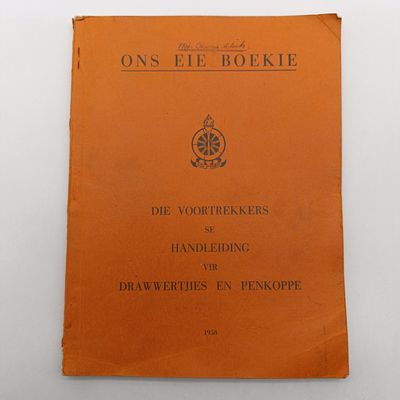 ONS EIE BOEKIE
DIE VOORTREKKERS
SE
HANDLEIDING
VIR
DRAWWERTJIES EN PENKOPPE
1958